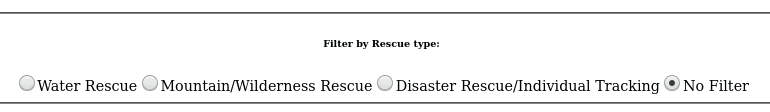 Filter by Rescue type:
Water Rescue Mountain/Wilderness Rescue Disaster Rescue/Individual Tracking No Filter